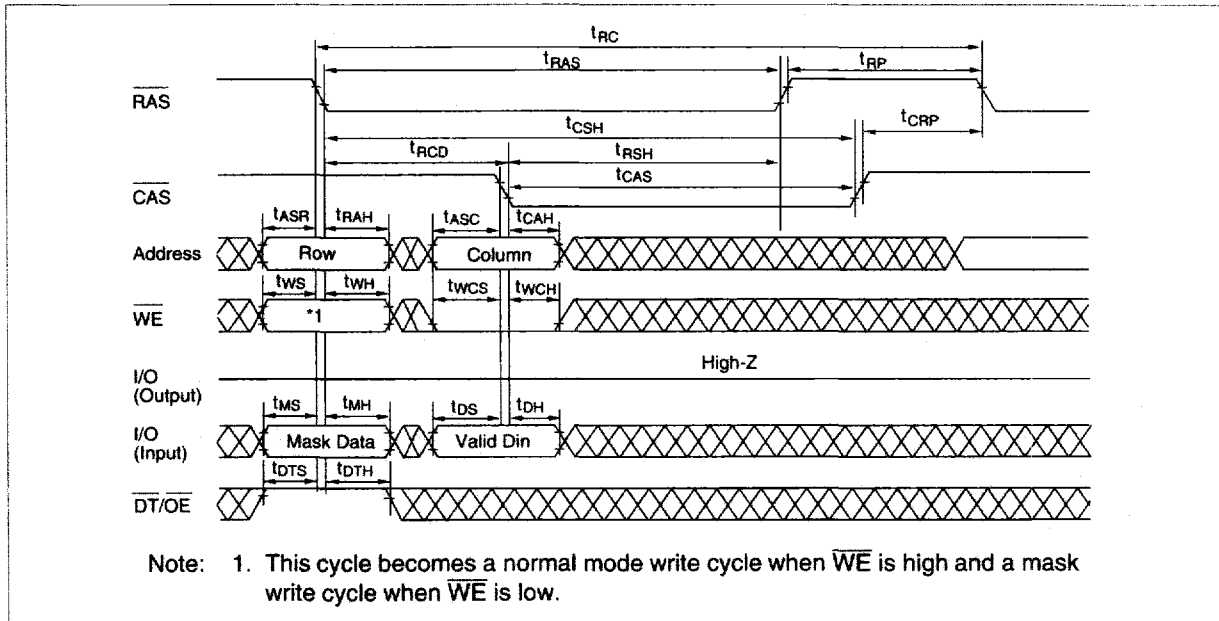 tRC
tRAS
tRP
RAS
tCSH
tCRP
tRCD
tRSH
CAS
tCAS
tASR
tRAH
tASC
tCAH
Address
Row
Column
tWS
tWH
tWCS
tWCH
WE
*1
I/O
(Output)
High-Z
tMS
tMH
tDS
tDH
I/O
(Input)
Mask Data
Valid Din
tDTS
tDTH
DT/OE
Note: 1. This cycle becomes a normal mode write cycle when WE is high and a mask
write cycle when WE is low.